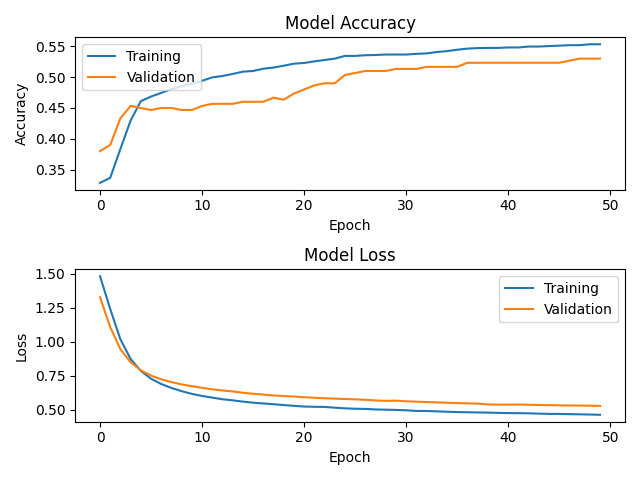 Model Accuracy
Training
Validation
0.55
0.50
0.45
0.40
0.35
Accuracy
0 10 20 30 40 50
Epoch
Model Loss
Training
Validation
1.50
1.25
1.00
0.75
0.50
Loss
0 10 20 30 40 50
Epoch